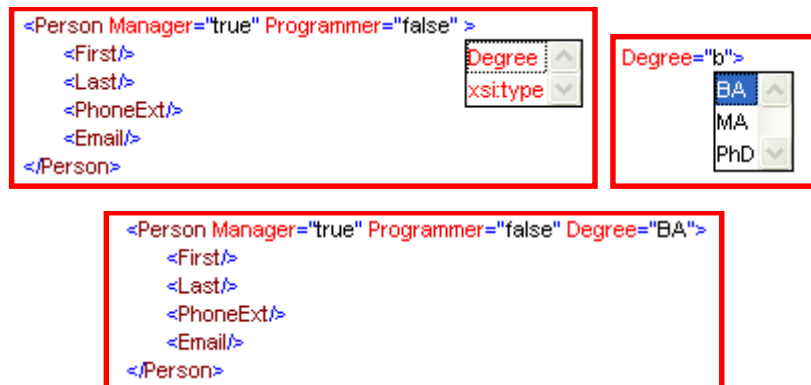 <Person Manager="true" Programmer="false" >
<First/>
<Last/>
<PhoneExt/>
<Email/>
</Person>
Degree
xsi:type
Degree="b">
BA
MA
PhD
<Person Manager="true" Programmer="false" Degree="BA">
<First/>
<Last/>
<PhoneExt/>
<Email/>
</Person>